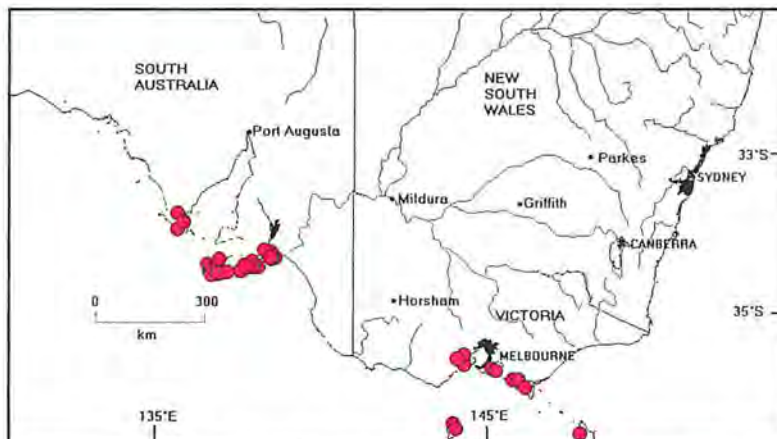 SOUTH
AUSTRALIA
NEW
SOUTH
WALES
Port Augusta
Parkes
33°S
SYDNEY
Mildura
Griffith
CANBERRA
0 300
km
Horsham
VICTORIA
35°S
MELBOURNE
135°E
145°E